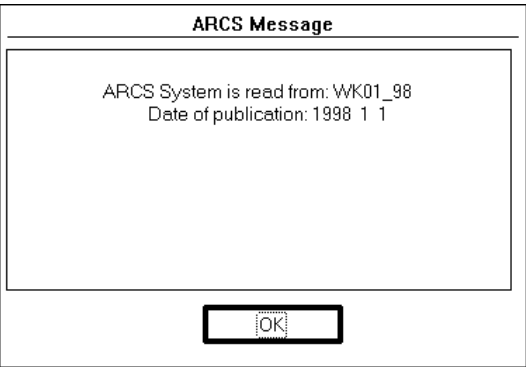 ARCS Message
ARCS System is read from: WK01_98
Date of publication: 1998 1 1
OK